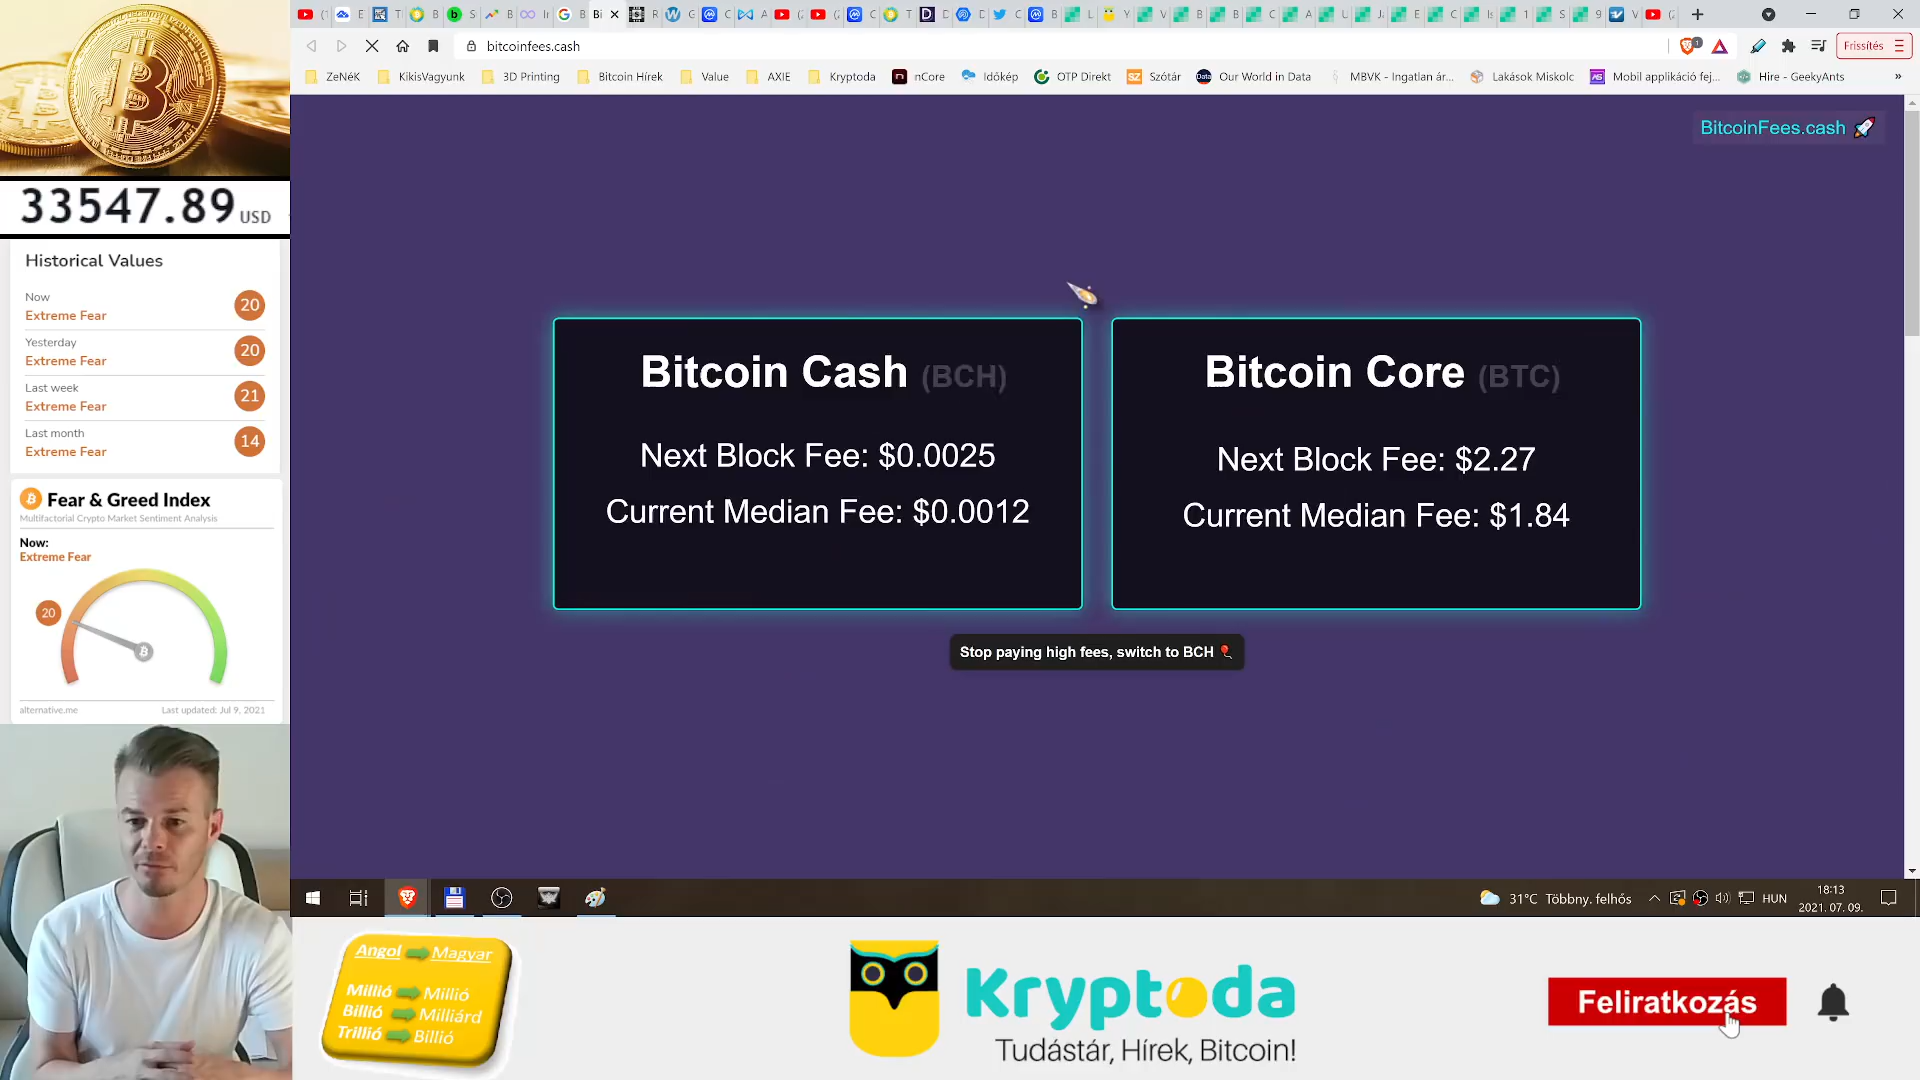 bitcoinfees.cash
Frissítés
ZeNéK
KikisVagyunk
3D Printing
Bitcoin Hírek
Value
AXIE
Kryptoda
nCore
Időkép
OTP Direkt
SZ Szótár
Data Our World in Data
MBVK - Ingatlan ár...
Lakások Miskolc
Mobil applikáció fej...
Hire - GeekyAnts
»
BitcoinFees.cash
33547.89 USD
Historical Values
Now
Extreme Fear
20
Yesterday
Extreme Fear
20
Last week
Extreme Fear
21
Last month
Extreme Fear
14
Fear & Greed Index
Multifactorial Crypto Market Sentiment Analysis
Now:
Extreme Fear
20
alternative.me
Last updated: Jul 9, 2021
Bitcoin Cash (BCH)
Next Block Fee: $0.0025
Current Median Fee: $0.0012
Bitcoin Core (BTC)
Next Block Fee: $2.27
Current Median Fee: $1.84
Stop paying high fees, switch to BCH
31°C Többny. felhős
HUN
18:13
2021. 07. 09.
Angol Magyar
Millió Millió
Billió Milliárd
Trillió Billió
Kryptoda
Tudástár, Hírek, Bitcoin!
Feliratkozás